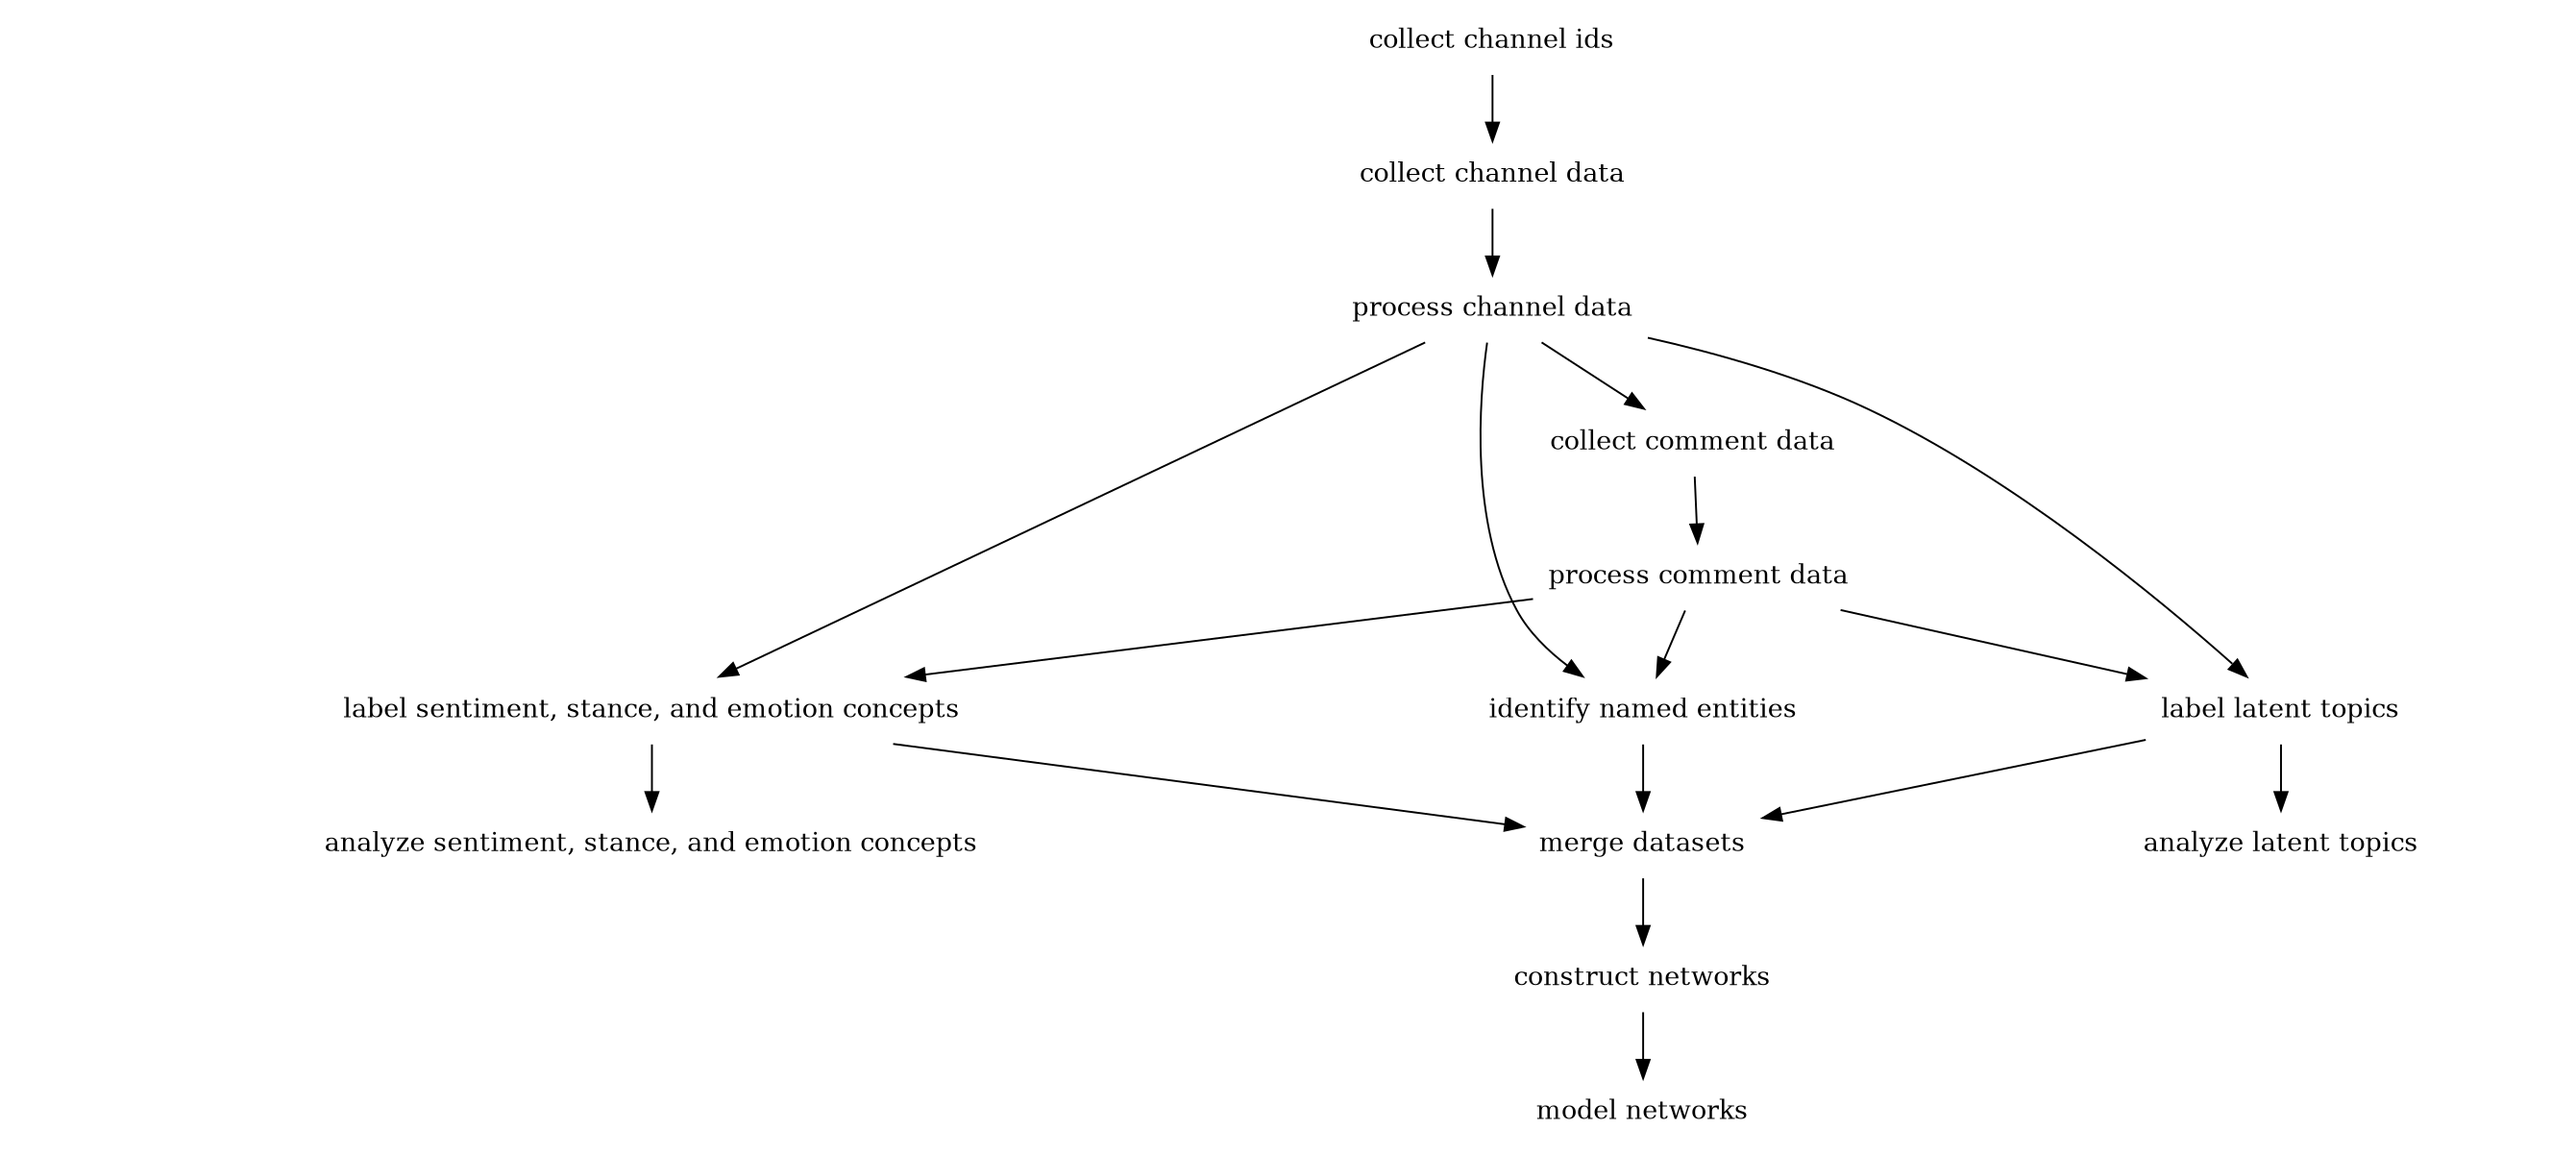 collect channel ids
collect channel data
process channel data
collect comment data
process comment data
label sentiment, stance, and emotion concepts
identify named entities
label latent topics
analyze sentiment, stance, and emotion concepts
merge datasets
analyze latent topics
construct networks
model networks